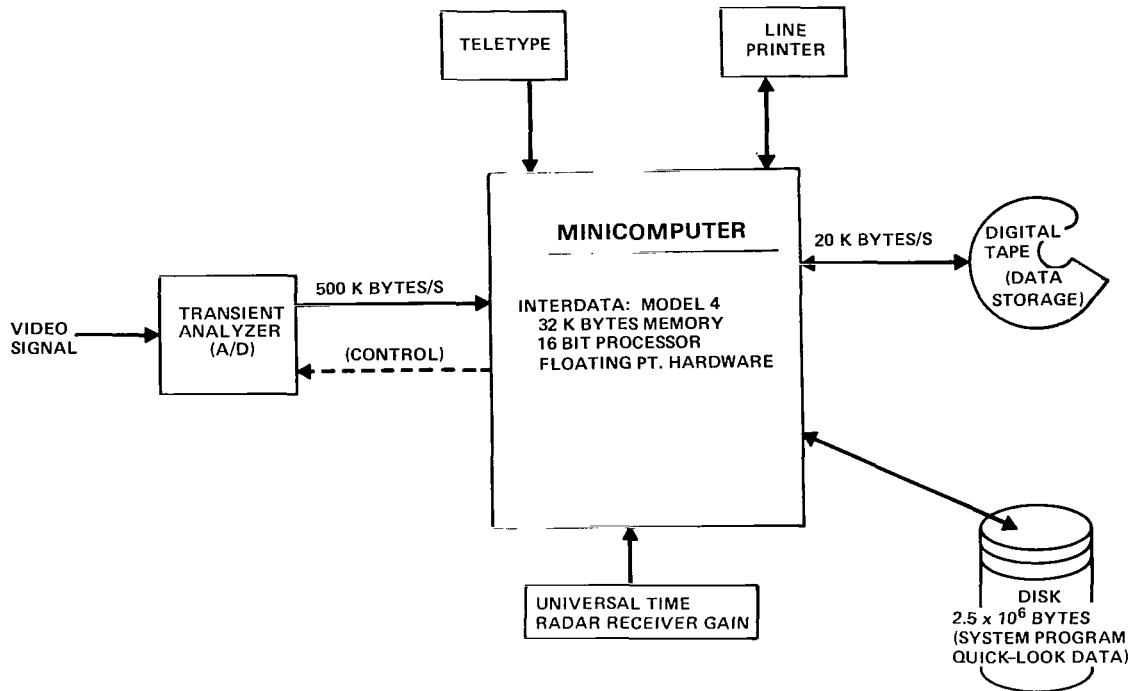 TELETYPE
LINE
PRINTER
MINICOMPUTER
INTERDATA: MODEL 4
32 K BYTES MEMORY
16 BIT PROCESSOR
FLOATING PT. HARDWARE
20 K BYTES/S
DIGITAL
TAPE
(DATA
STORAGE)
500 K BYTES/S
VIDEO
SIGNAL
TRANSIENT
ANALYZER
(A/D)
(CONTROL)
UNIVERSAL TIME
RADAR RECEIVER GAIN
DISK
2.5 x 10⁶ BYTES
(SYSTEM PROGRAM
QUICK–LOOK DATA)